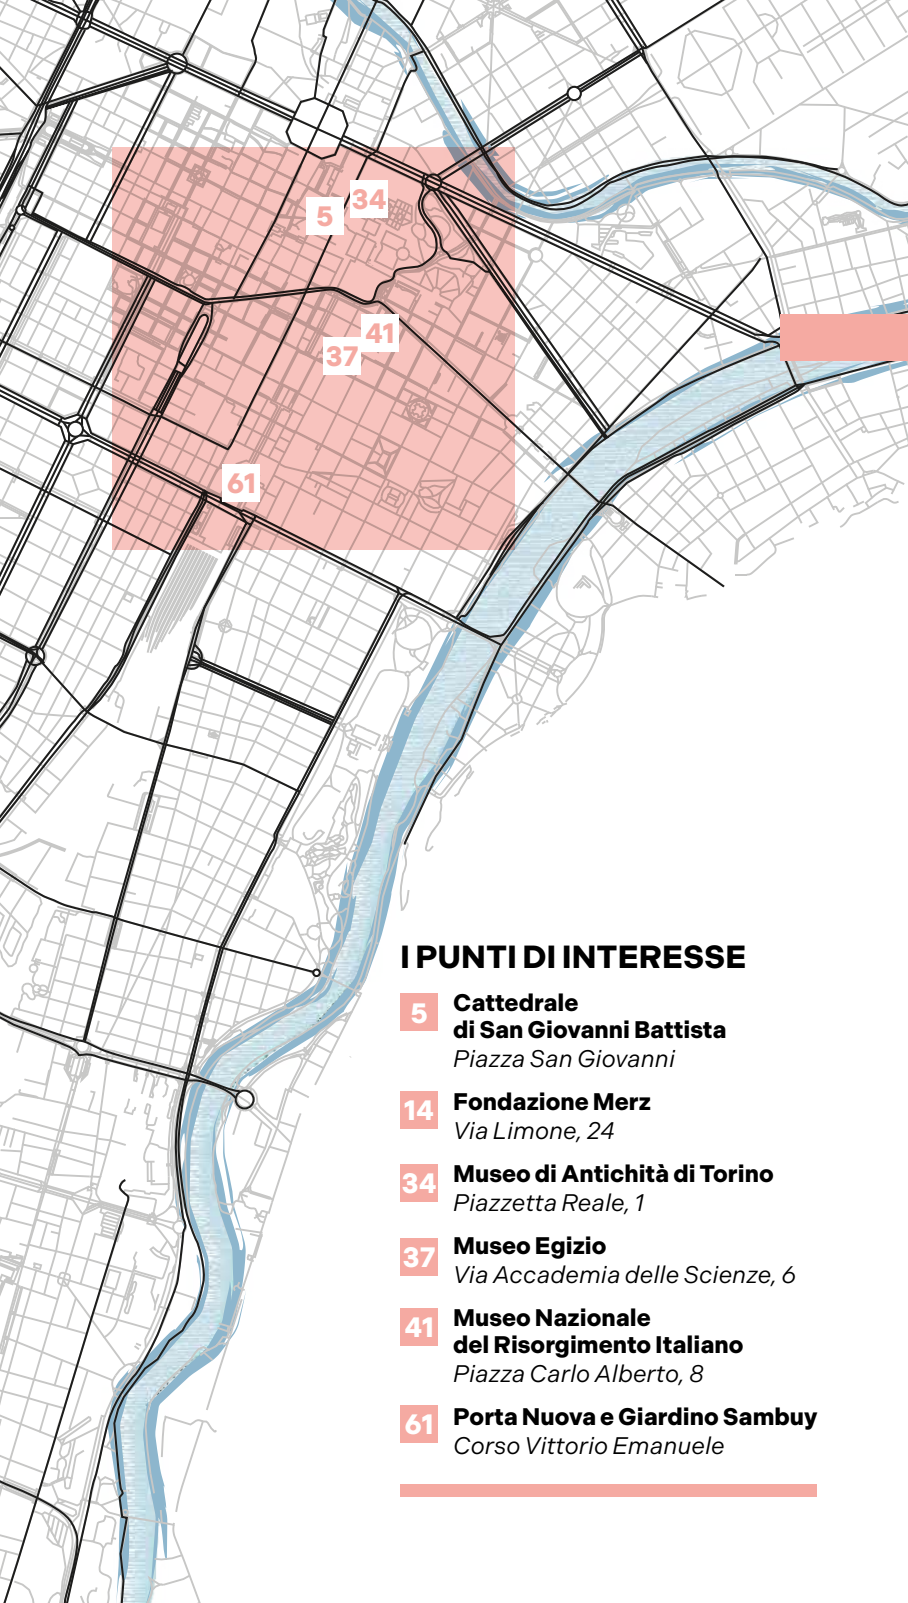 34
5
41
37
61
I PUNTI DI INTERESSE
5
Cattedrale
di San Giovanni Battista
Piazza San Giovanni
14
Fondazione Merz
Via Limone, 24
34
Museo di Antichità di Torino
Piazzetta Reale, 1
37
Museo Egizio
Via Accademia delle Scienze, 6
41
Museo Nazionale
del Risorgimento Italiano
Piazza Carlo Alberto, 8
61
Porta Nuova e Giardino Sambuy
Corso Vittorio Emanuele